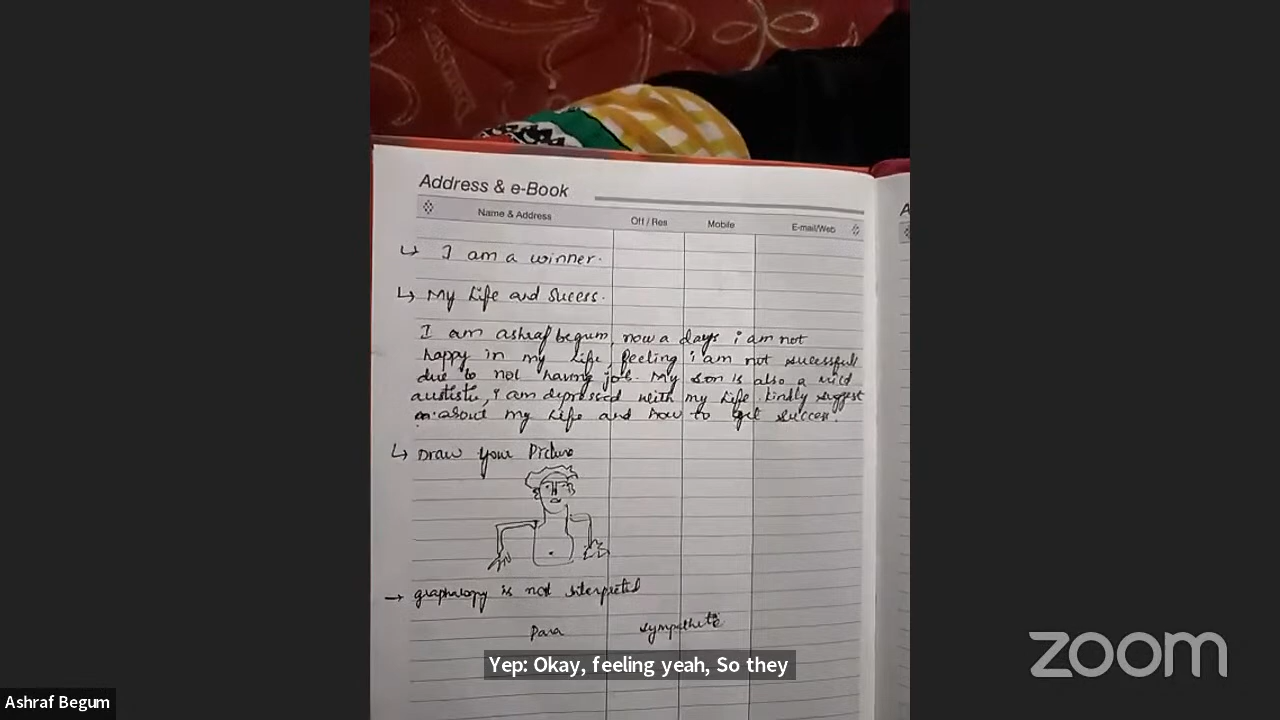 Address & e-Book
Name & Address Off / Res Mobile E-mail/Web
A
↳ I am a winner.
↳ My Life and Sucess.
I am ashraf begum, now a days i am not
happy in my life, feeling i am not sucessfull
due to not having job. My son is also a mild
I am depressed with my life. kindly suggest
about my life and how to get success.
↳ Draw your Picture
→ graphology is not interpreted
Para sympathetic
Yep: Okay, feeling yeah, So they
zoom
Ashraf Begum